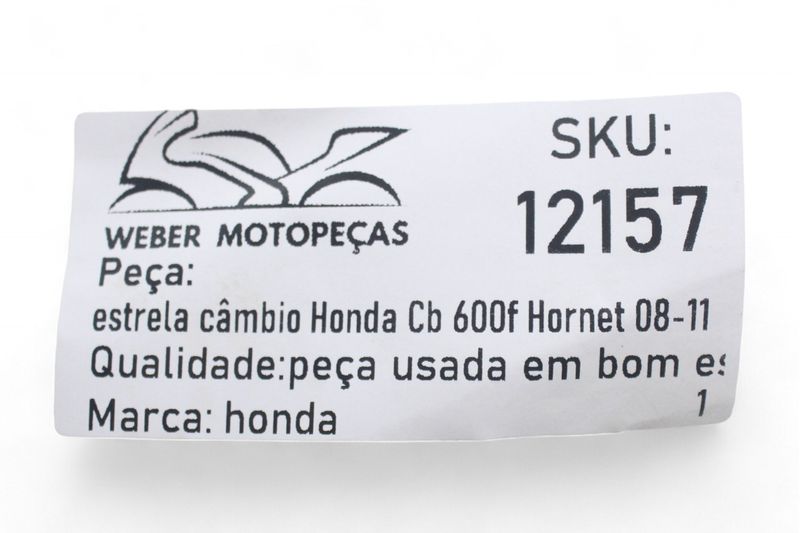 WEBER MOTOPEÇAS
SKU:
12157
Peça:
estrela câmbio Honda Cb 600f Hornet 08-11
Qualidade:peça usada em bom es
Marca: honda
1